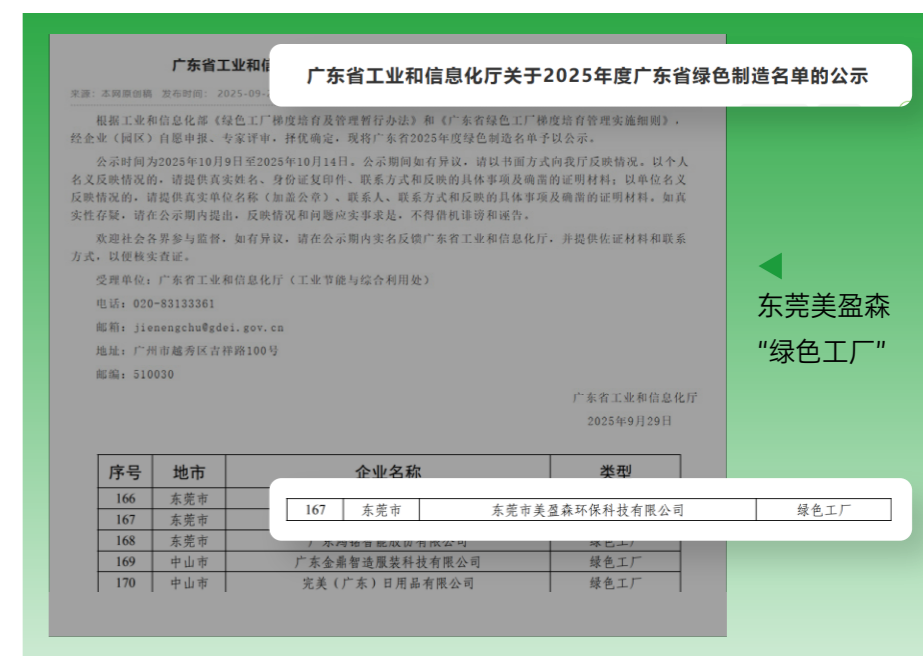 广东省工业和信
广东省工业和信息化厅关于2025年度广东省绿色制造名单的公示
来源：本网原创稿 发布时间：2025-09-
根据工业和信息化部《绿色工厂梯度培育及管理暂行办法》和《广东省绿色工厂梯度培育管理实施细则》，
经企业（园区）自愿申报、专家评审，择优确定，现将广东省2025年度绿色制造名单予以公示。
公示时间为2025年10月9日至2025年10月14日。公示期间如有异议，请以书面方式向我厅反映情况。以个人
名义反映情况的，请提供真实姓名、身份证复印件、联系方式和反映的具体事项及确凿的证明材料；以单位名义
反映情况的，请提供真实单位名称（加盖公章）、联系人、联系方式和反映的具体事项及确凿的证明材料。如真
实性存疑，请在公示期内提出，反映情况和问题应实事求是，不得借机诽谤和诬告。
欢迎社会各界参与监督，如有异议，请在公示期内实名反馈广东省工业和信息化厅，并提供佐证材料和联系
方式，以便核实查证。
受理单位：广东省工业和信息化厅（工业节能与综合利用处）
电话：020-83133361
邮箱：jienengchu@gdei.gov.cn
地址：广州市越秀区吉祥路100号
邮编：510030
广东省工业和信息化厅
2025年9月29日
东莞美盈森
“绿色工厂”
序号 地市 企业名称 类型
166 东莞市
167 东莞市
167 东莞市 东莞市美盈森环保科技有限公司 绿色工厂
168 东莞市 绿色工厂
169 中山市 广东金鼎智造服装科技有限公司 绿色工厂
170 中山市 完美（广东）日用品有限公司 绿色工厂